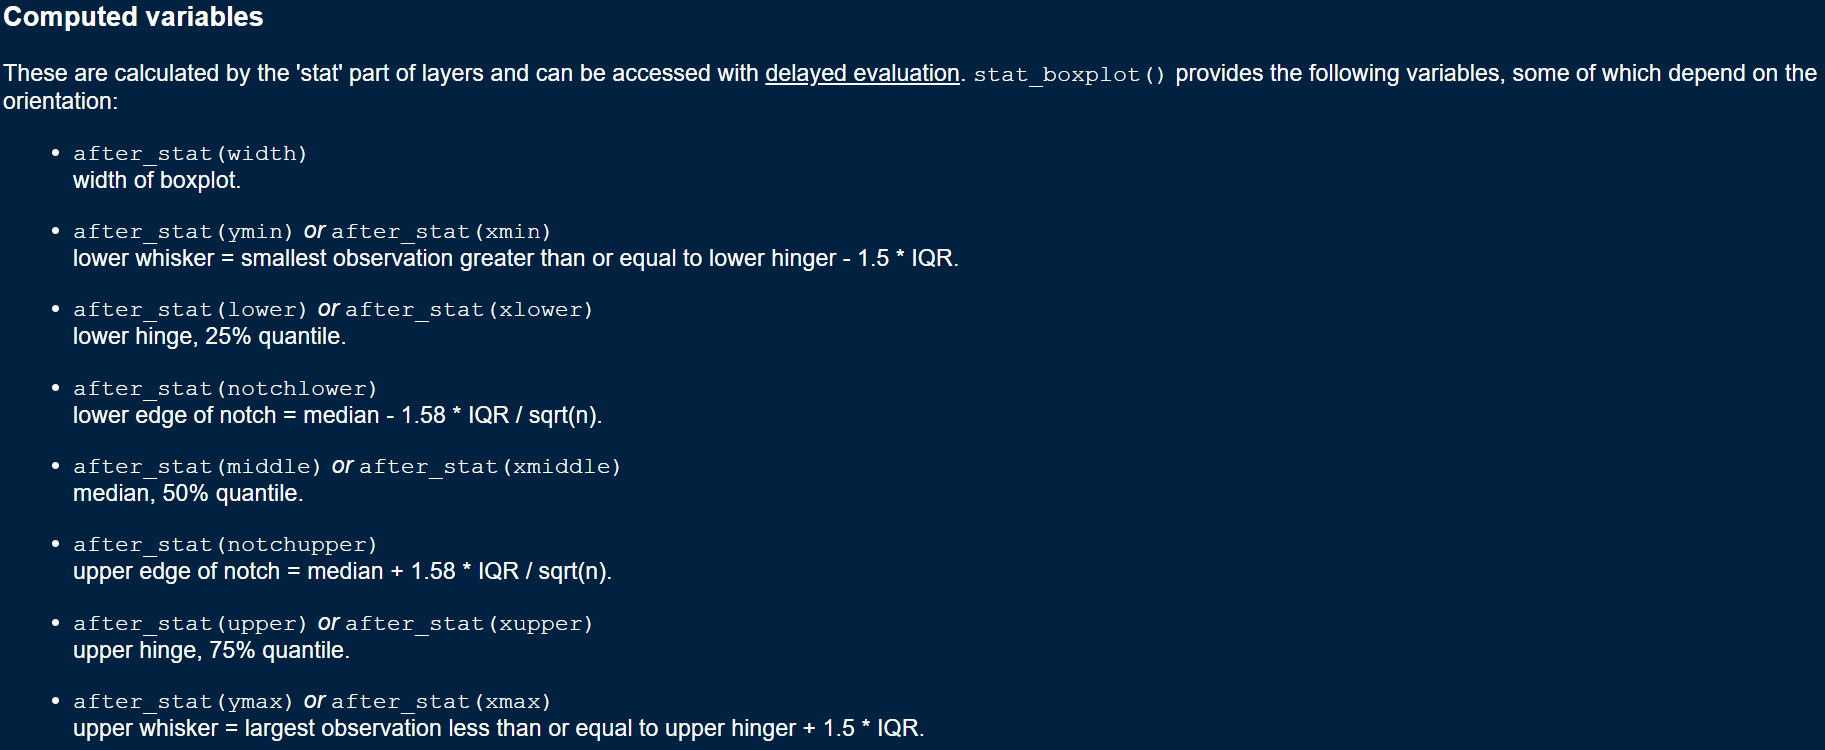 Computed variables
These are calculated by the 'stat' part of layers and can be accessed with delayed evaluation. stat_boxplot() provides the following variables, some of which depend on the
orientation:
• after_stat(width)
width of boxplot.
• after_stat(ymin) or after_stat(xmin)
lower whisker = smallest observation greater than or equal to lower hinger - 1.5 * IQR.
• after_stat(lower) or after_stat(xlower)
lower hinge, 25% quantile.
• after_stat(notchlower)
lower edge of notch = median - 1.58 * IQR / sqrt(n).
• after_stat(middle) or after_stat(xmiddle)
median, 50% quantile.
• after_stat(notchupper)
upper edge of notch = median + 1.58 * IQR / sqrt(n).
• after_stat(upper) or after_stat(xupper)
upper hinge, 75% quantile.
• after_stat(ymax) or after_stat(xmax)
upper whisker = largest observation less than or equal to upper hinger + 1.5 * IQR.